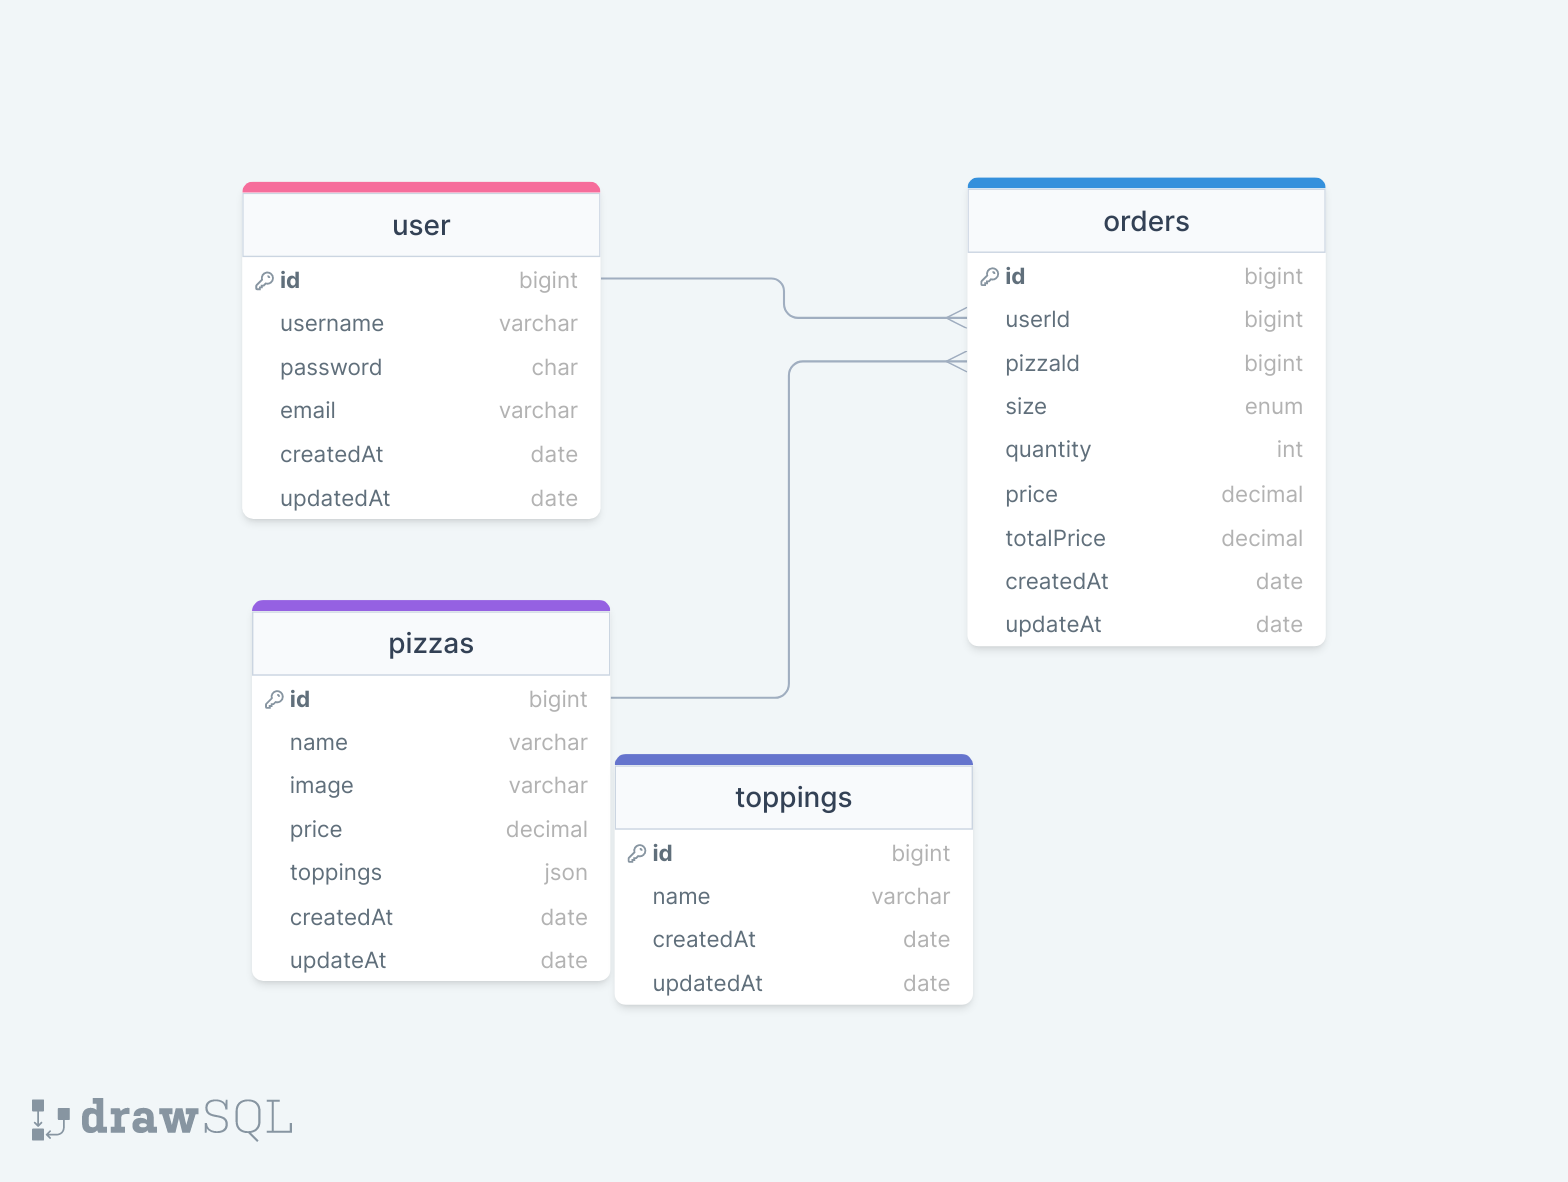 user
id bigint
username varchar
password char
email varchar
createdAt date
updatedAt date
orders
id bigint
userId bigint
pizzaId bigint
size enum
quantity int
price decimal
totalPrice decimal
createdAt date
updateAt date
pizzas
id bigint
name varchar
image varchar
price decimal
toppings json
createdAt date
updateAt date
toppings
id bigint
name varchar
createdAt date
updatedAt date
drawSQL